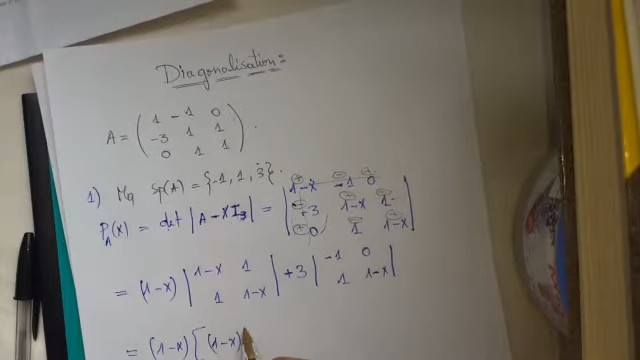 Diagonalisation :
A = ( 1 -1 0
-3 1 1
0 1 1 ) .
1) Mq Sp(A) = {-1, 1, 3}.
P_A(X) = det |A - X I_3| = | 1-X -1 0
-3 1-X 1
0 1 1-X |
= (1-X) | 1-X 1
1 1-X | + 3 | -1 0
1 1-X |
= (1-X) [ (1-X)